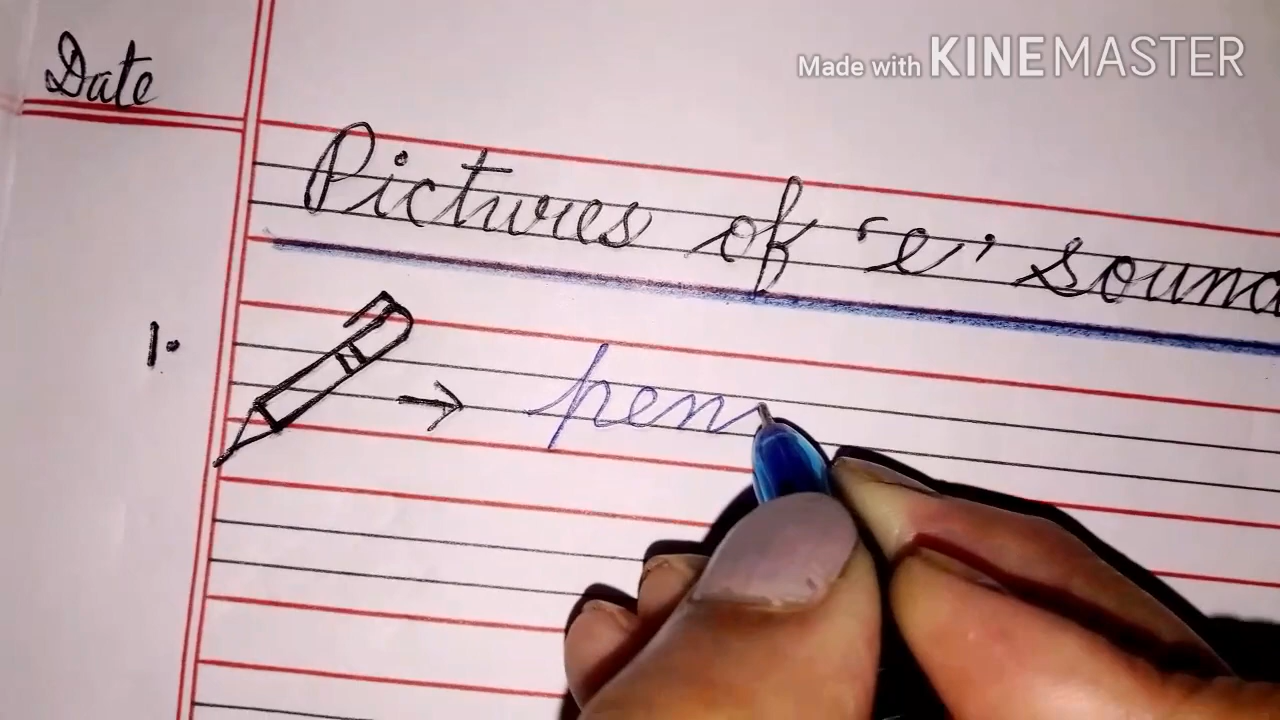 Made with KINEMASTER
Date
Pictures of 'e' sound
1. → pen